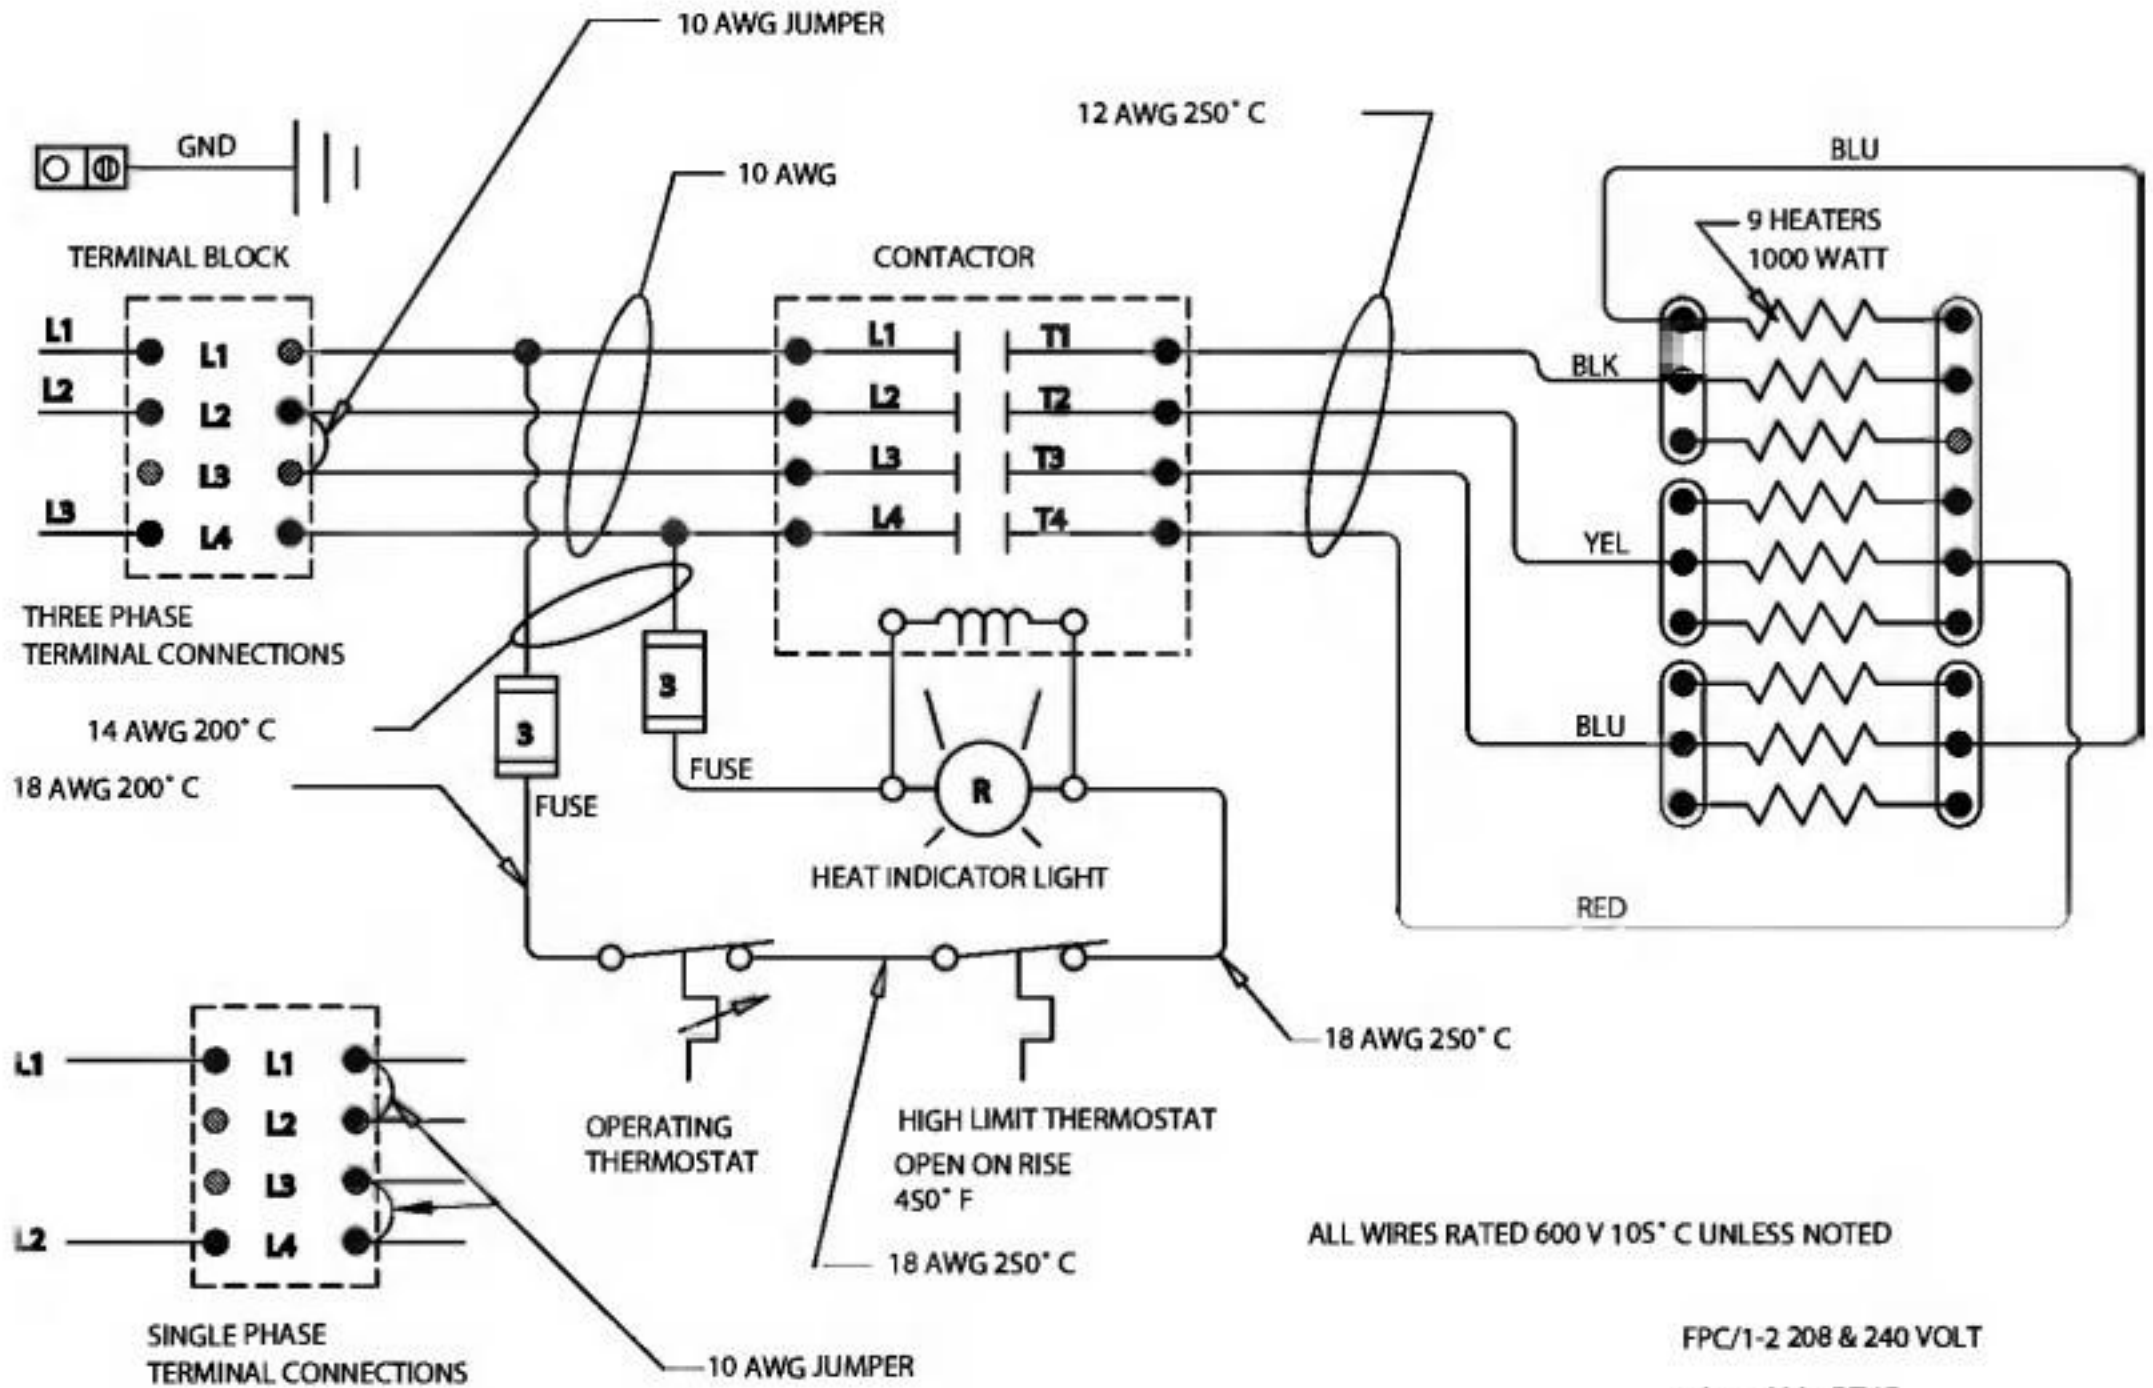 10 AWG JUMPER
12 AWG 250° C
GND
10 AWG
BLU
9 HEATERS
1000 WATT
TERMINAL BLOCK
CONTACTOR
L1
L1
L1
T1
BLK
L2
L2
L2
T2
L3
L3
T3
L3
L4
L4
T4
YEL
THREE PHASE
TERMINAL CONNECTIONS
3
3
14 AWG 200° C
BLU
FUSE
18 AWG 200° C
FUSE
R
HEAT INDICATOR LIGHT
RED
18 AWG 250° C
L1
L1
L2
L3
L2
L4
OPERATING
THERMOSTAT
HIGH LIMIT THERMOSTAT
OPEN ON RISE
450° F
18 AWG 250° C
ALL WIRES RATED 600 V 105° C UNLESS NOTED
SINGLE PHASE
TERMINAL CONNECTIONS
10 AWG JUMPER
FPC/1-2 208 & 240 VOLT